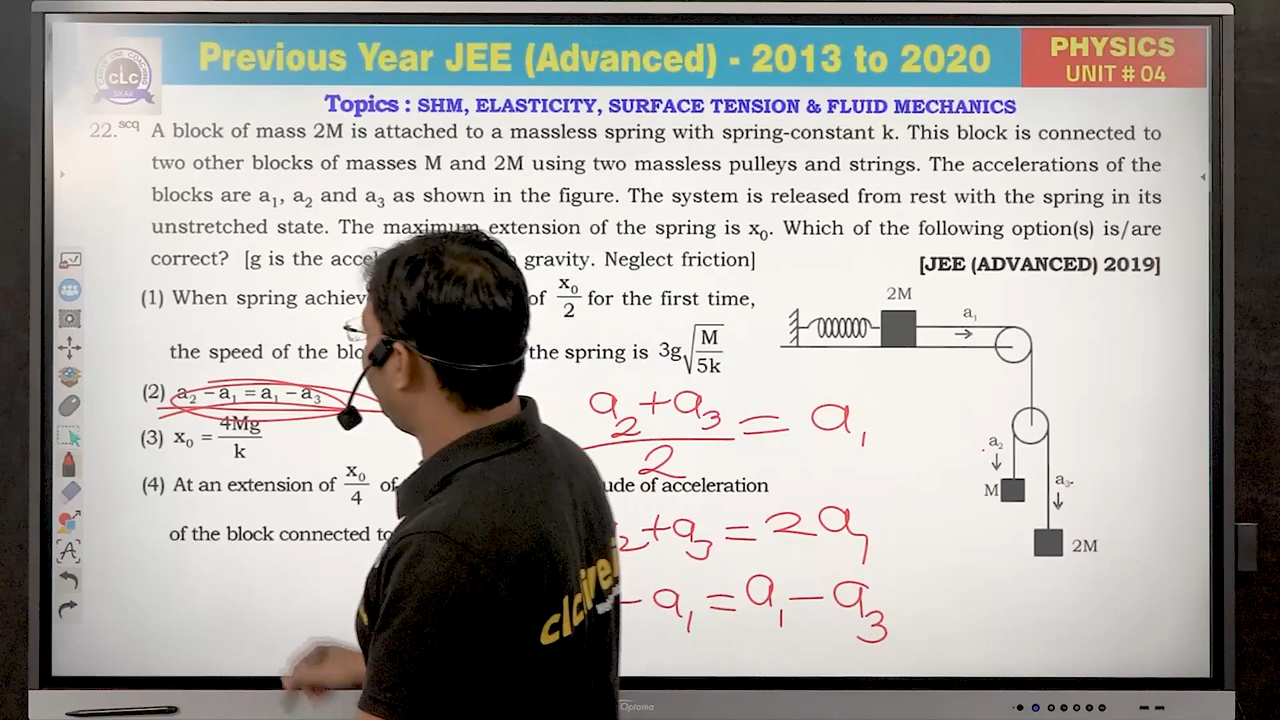 Previous Year JEE (Advanced) - 2013 to 2020
PHYSICS
UNIT # 04
CLC
SIKAR
Topics : SHM, ELASTICITY, SURFACE TENSION & FLUID MECHANICS
22.scq A block of mass 2M is attached to a massless spring with spring-constant k. This block is connected to
two other blocks of masses M and 2M using two massless pulleys and strings. The accelerations of the
blocks are a₁, a₂ and a₃ as shown in the figure. The system is released from rest with the spring in its
unstretched state. The maximum extension of the spring is x₀. Which of the following option(s) is/are
correct? [g is the gravity. Neglect friction]
[JEE (ADVANCED) 2019]
(1) When spring of x₀/2 for the first time,
the speed of the the spring is 3g√(M/5k)
(2) a₂ – a₁ = a₁ – a₃
(3) x₀ = 4Mg/k
(4) At an extension of x₀/4 of acceleration
of the block connected
2M
a₁
a₂
M
a₃
2M
a₂ + a₃ / 2 = a₁
₂ + a₃ = 2a₁
– a₁ = a₁ – a₃
clc
Optoma